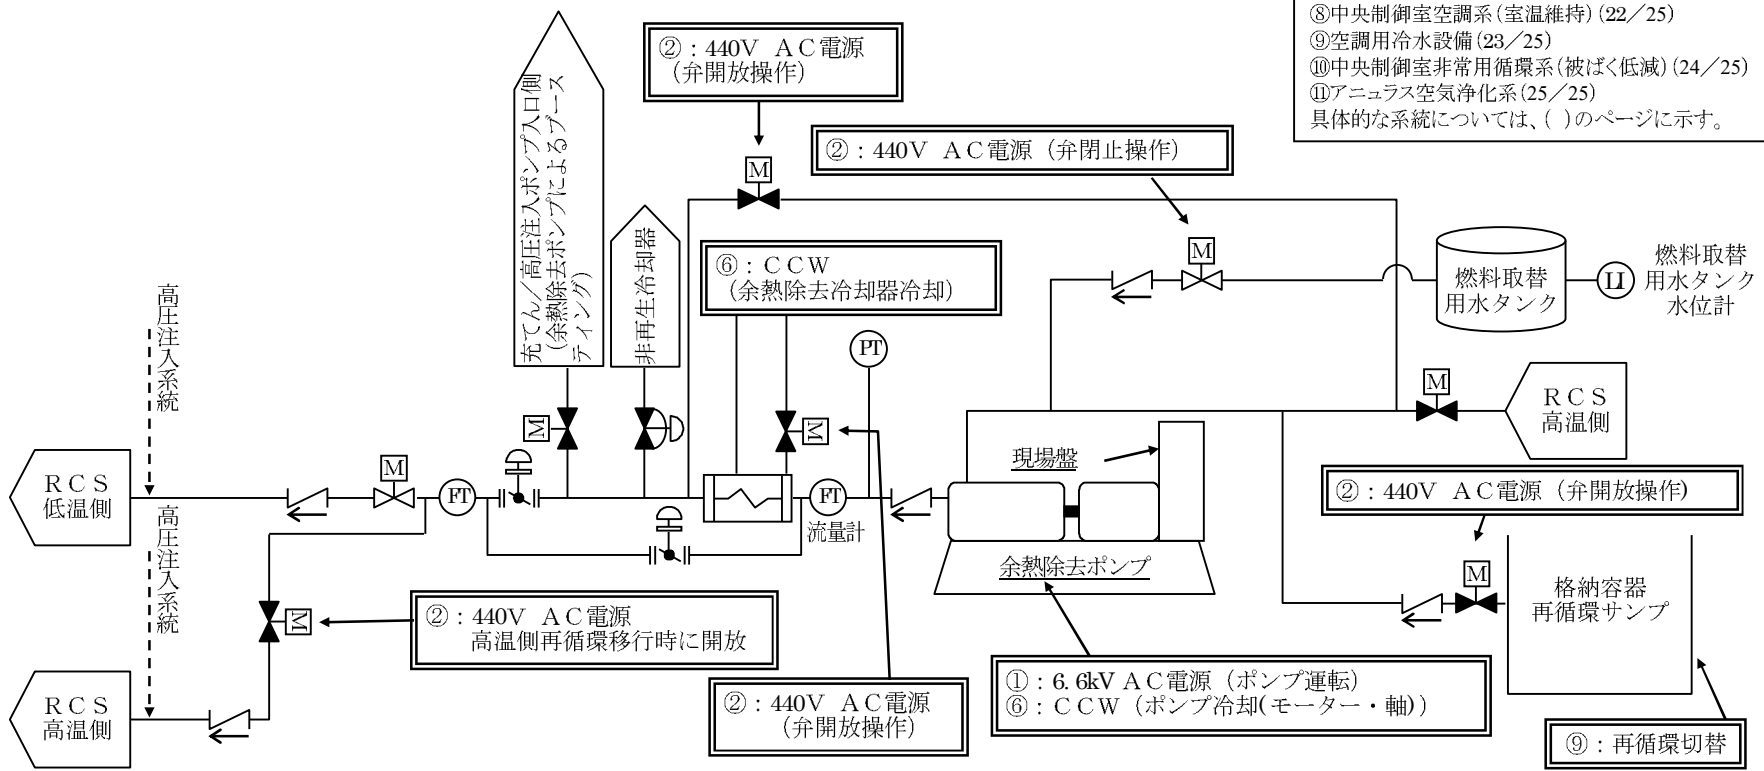 ⑧中央制御室空調系(室温維持)(22／25)
⑨空調用冷水設備(23／25)
⑩中央制御室非常用循環系(被ばく低減)(24／25)
⑪アニュラス空気浄化系(25／25)
具体的な系統については、( )のページに示す。
②：440V ＡＣ電源
（弁開放操作）
②：440V ＡＣ電源（弁閉止操作）
充てん／高圧注入ポンプ入口側
（余熱除去ポンプによるブース
ティング）
非再生冷却器
⑥：ＣＣＷ
（余熱除去冷却器冷却）
M
M
燃料取替
用水タンク
LI
燃料取替
用水タンク
水位計
高圧注入系統
PT
M
ＲＣＳ
高温側
M
M
現場盤
ＲＣＳ
低温側
M
FT
FT
流量計
②：440V ＡＣ電源（弁開放操作)
高圧注入系統
余熱除去ポンプ
M
格納容器
再循環サンプ
M
②：440V ＡＣ電源
高温側再循環移行時に開放
ＲＣＳ
高温側
②：440V ＡＣ電源
（弁開放操作）
①：6.6kV ＡＣ電源（ポンプ運転）
⑥：ＣＣＷ（ポンプ冷却(モーター・軸)）
⑨：再循環切替